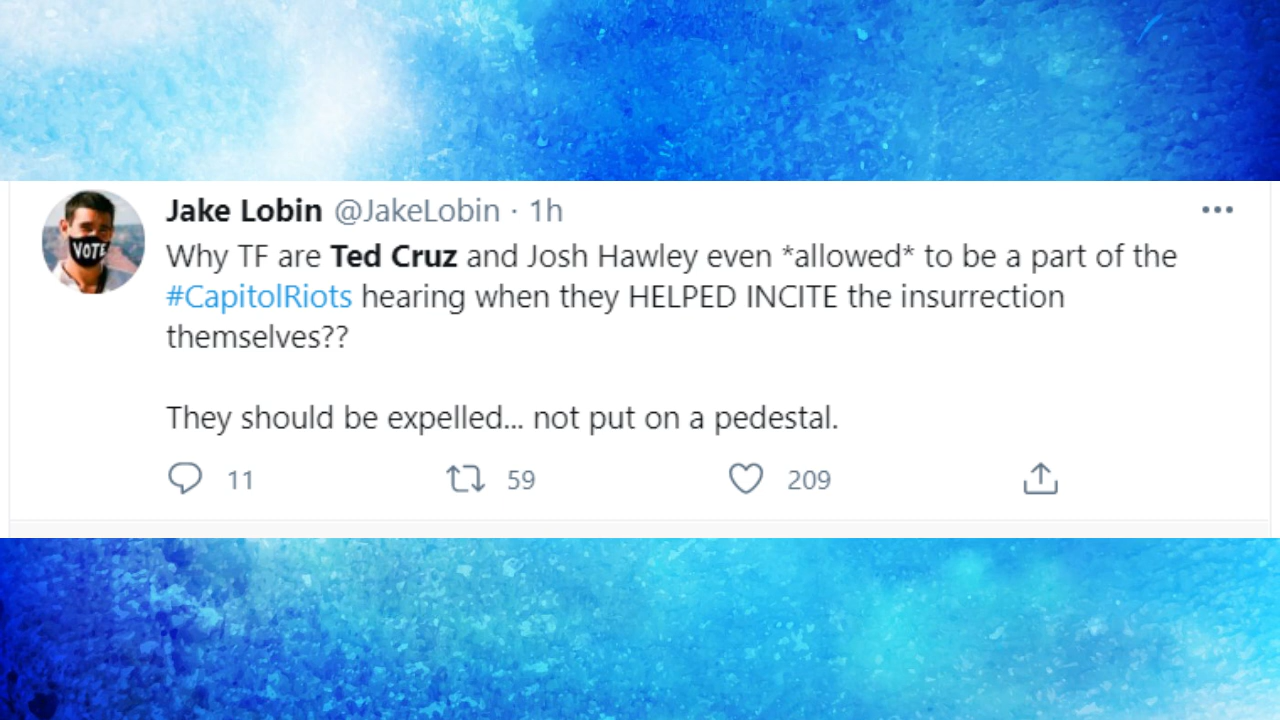 Jake Lobin @JakeLobin · 1h
Why TF are Ted Cruz and Josh Hawley even *allowed* to be a part of the
#CapitolRiots hearing when they HELPED INCITE the insurrection
themselves??
They should be expelled... not put on a pedestal.
11 59 209
VOTE